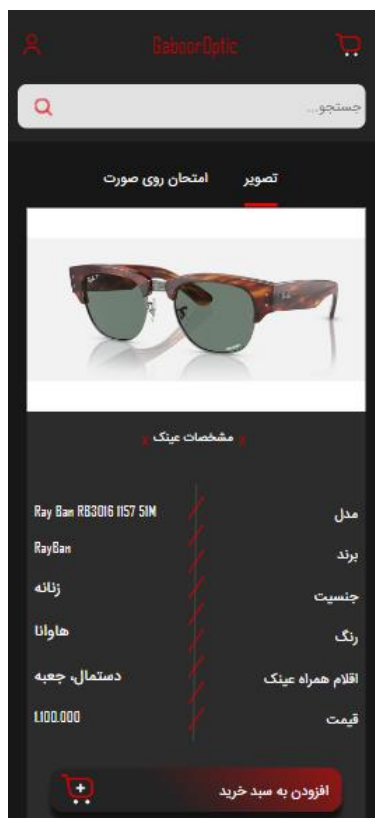 GaboorOptic
جستجو...
تصویر امتحان روی صورت
مشخصات عینک
مدل Ray Ban RB3016 1157 51M
برند RayBan
جنسیت زنانه
رنگ هاوانا
اقلام همراه عینک دستمال، جعبه
قیمت 1.100.000
افزودن به سبد خرید